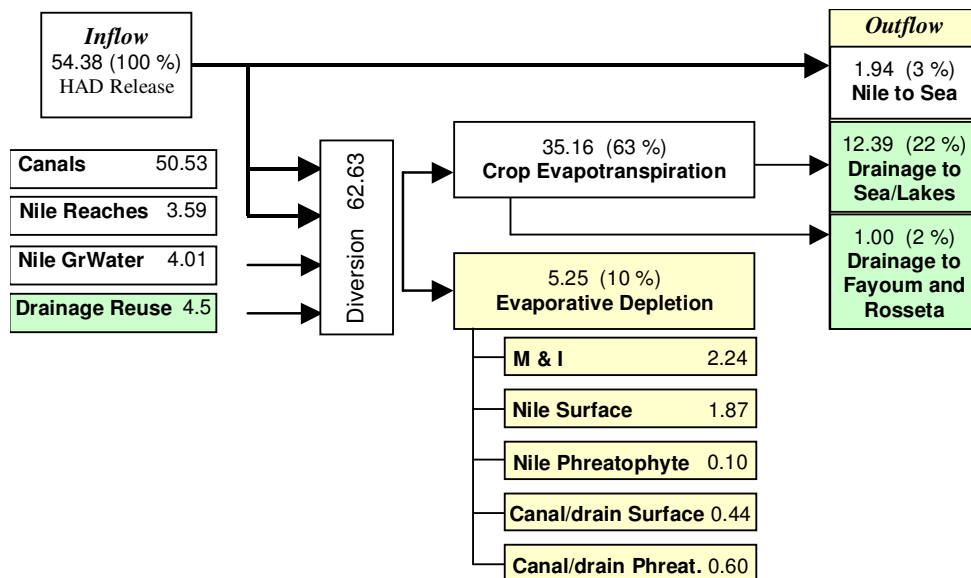 Inflow
54.38 (100 %)
HAD Release
Canals 50.53
Nile Reaches 3.59
Nile GrWater 4.01
Drainage Reuse 4.5
Diversion 62.63
35.16 (63 %)
Crop Evapotranspiration
5.25 (10 %)
Evaporative Depletion
M & I 2.24
Nile Surface 1.87
Nile Phreatophyte 0.10
Canal/drain Surface 0.44
Canal/drain Phreat. 0.60
Outflow
1.94 (3 %)
Nile to Sea
12.39 (22 %)
Drainage to
Sea/Lakes
1.00 (2 %)
Drainage to
Fayoum and
Rosseta